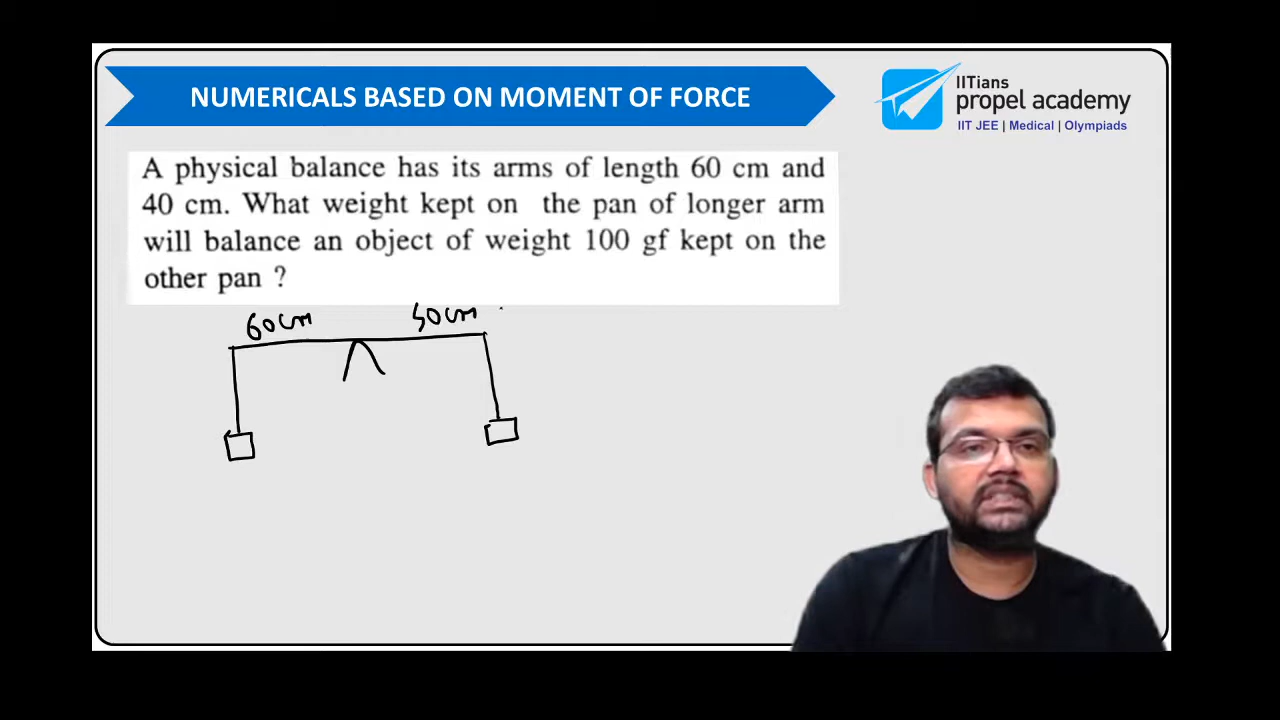 NUMERICALS BASED ON MOMENT OF FORCE
IITians
propel academy
IIT JEE | Medical | Olympiads
A physical balance has its arms of length 60 cm and
40 cm. What weight kept on the pan of longer arm
will balance an object of weight 100 gf kept on the
other pan ?
60cm 40cm